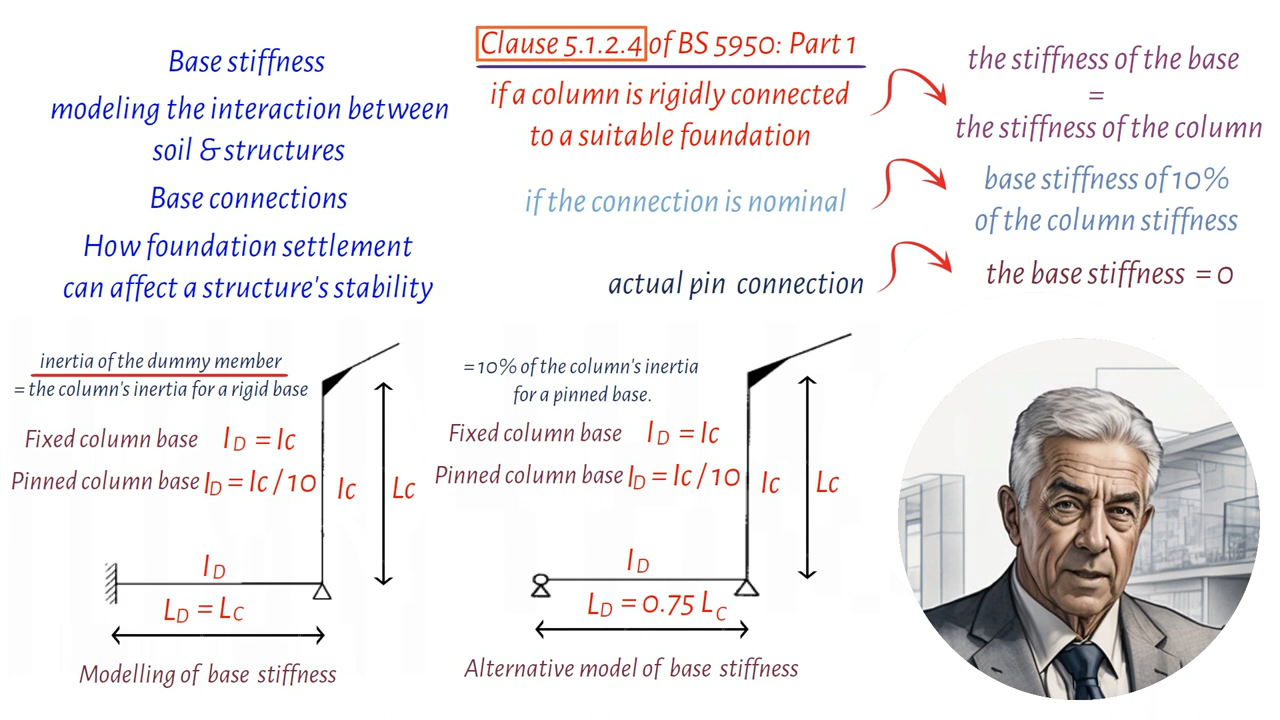 Base stiffness
modeling the interaction between
soil & structures
Base connections
How foundation settlement
can affect a structure's stability
Clause 5.1.2.4 of BS 5950: Part 1
if a column is rigidly connected
to a suitable foundation
if the connection is nominal
actual pin connection
the stiffness of the base
=
the stiffness of the column
base stiffness of 10%
of the column stiffness
the base stiffness = 0
inertia of the dummy member
= the column's inertia for a rigid base
Fixed column base I_D = Ic
Pinned column base I_D = Ic / 10
Ic
Lc
I_D
L_D = L_C
Modelling of base stiffness
= 10% of the column's inertia
for a pinned base.
Fixed column base I_D = Ic
Pinned column base I_D = Ic / 10
Ic
Lc
I_D
L_D = 0.75 L_C
Alternative model of base stiffness